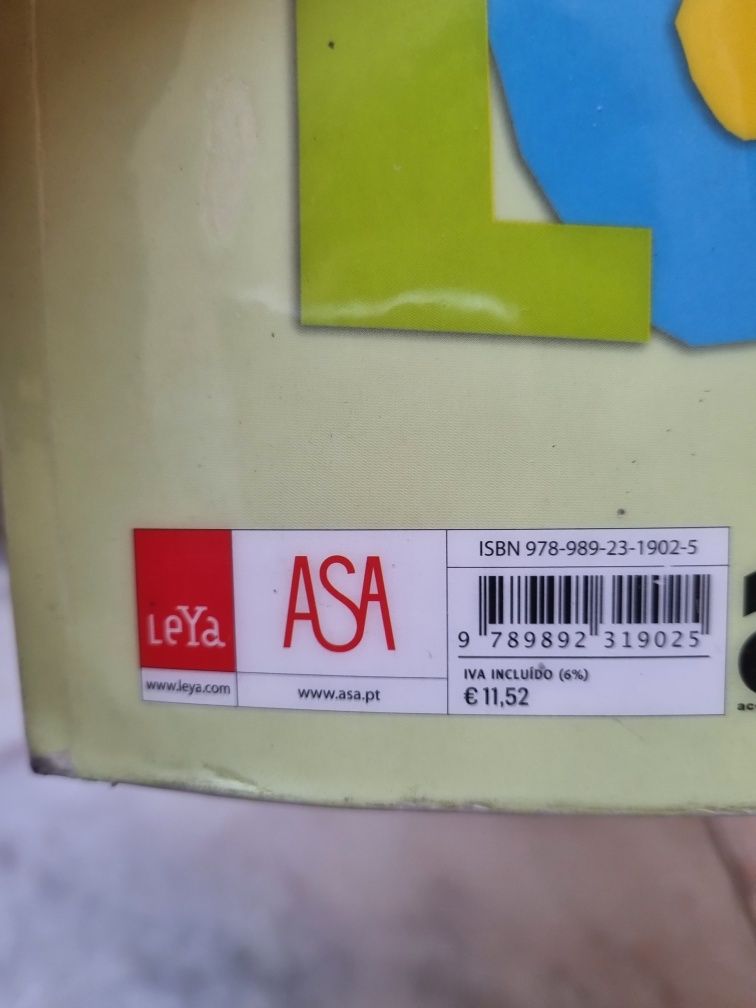 LeYa
www.leya.com
ASA
www.asa.pt
ISBN 978-989-23-1902-5
9 789892 319025
IVA INCLUÍDO (6%)
€ 11,52